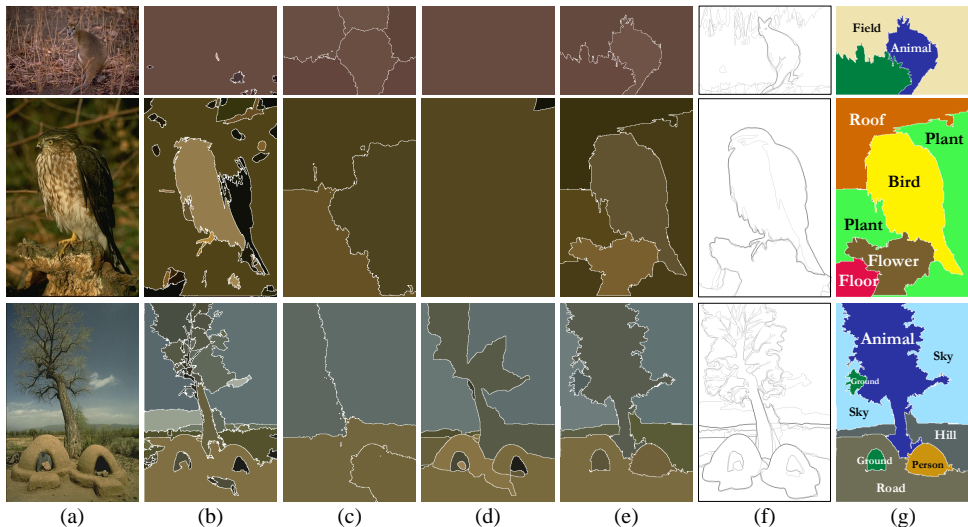 Field
Animal
Roof
Plant
Bird
Plant
Flower
Floor
Animal
Sky
Ground
Sky
Hill
Ground
Person
Road
(a) (b) (c) (d) (e) (f) (g)